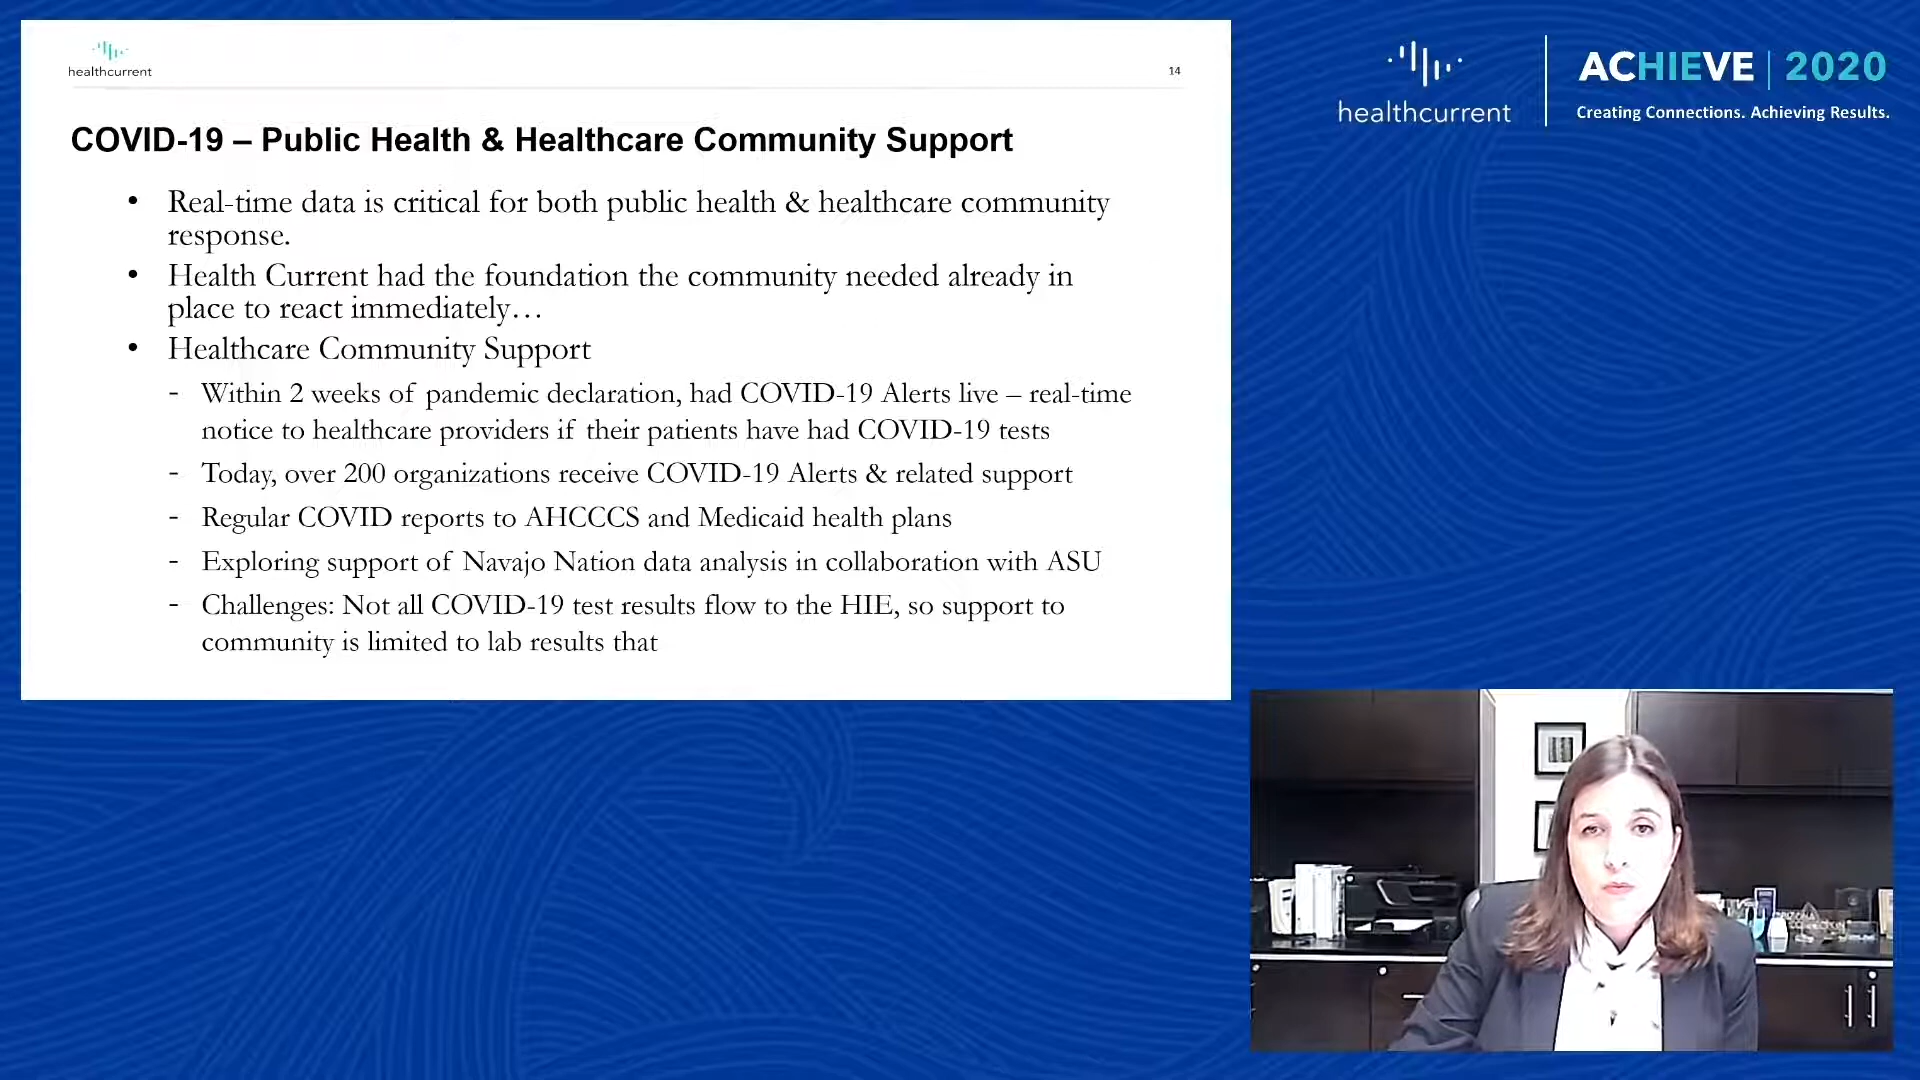 healthcurrent
14
COVID-19 – Public Health & Healthcare Community Support
• Real-time data is critical for both public health & healthcare community
response.
• Health Current had the foundation the community needed already in
place to react immediately…
• Healthcare Community Support
- Within 2 weeks of pandemic declaration, had COVID-19 Alerts live – real-time
notice to healthcare providers if their patients have had COVID-19 tests
- Today, over 200 organizations receive COVID-19 Alerts & related support
- Regular COVID reports to AHCCCS and Medicaid health plans
- Exploring support of Navajo Nation data analysis in collaboration with ASU
- Challenges: Not all COVID-19 test results flow to the HIE, so support to
community is limited to lab results that
healthcurrent
ACHIEVE | 2020
Creating Connections. Achieving Results.